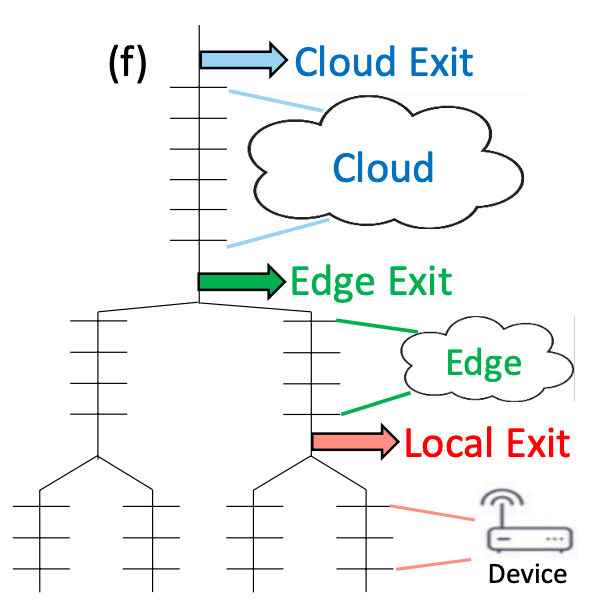 (f)
Cloud Exit
Cloud
Edge Exit
Edge
Local Exit
Device